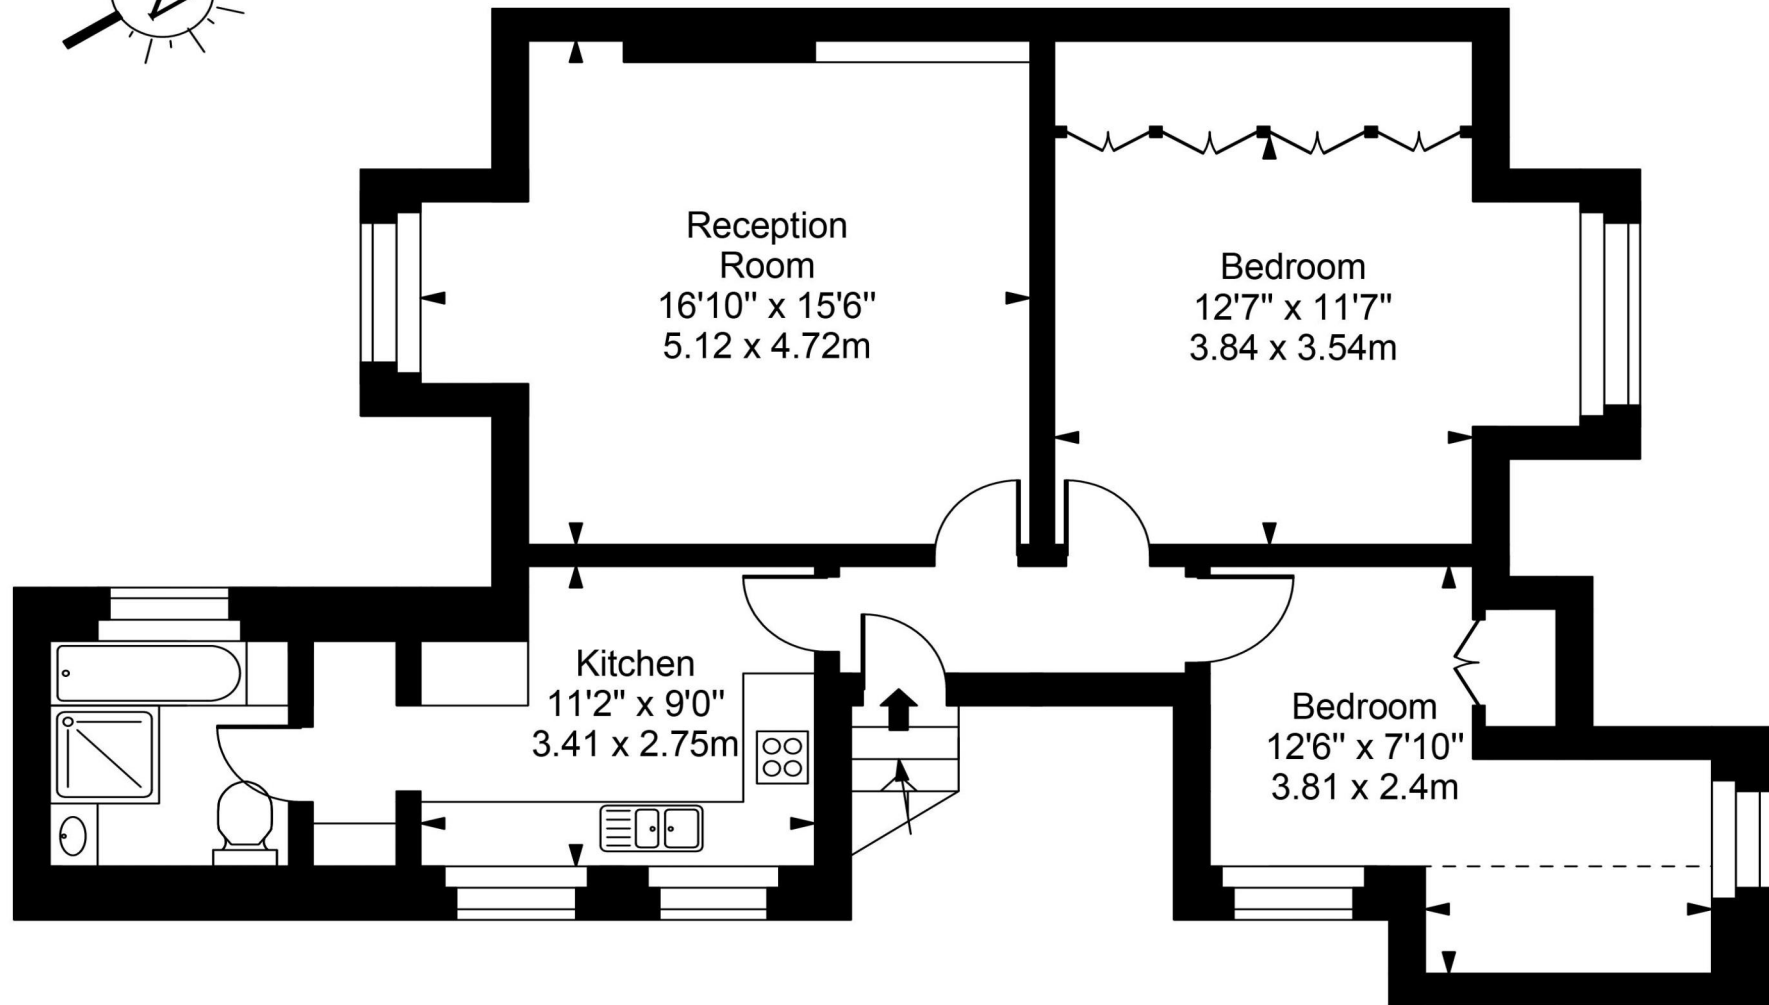 Reception
Room
16'10" x 15'6"
5.12 x 4.72m
Bedroom
12'7" x 11'7"
3.84 x 3.54m
Kitchen
11'2" x 9'0"
3.41 x 2.75m
Bedroom
12'6" x 7'10"
3.81 x 2.4m